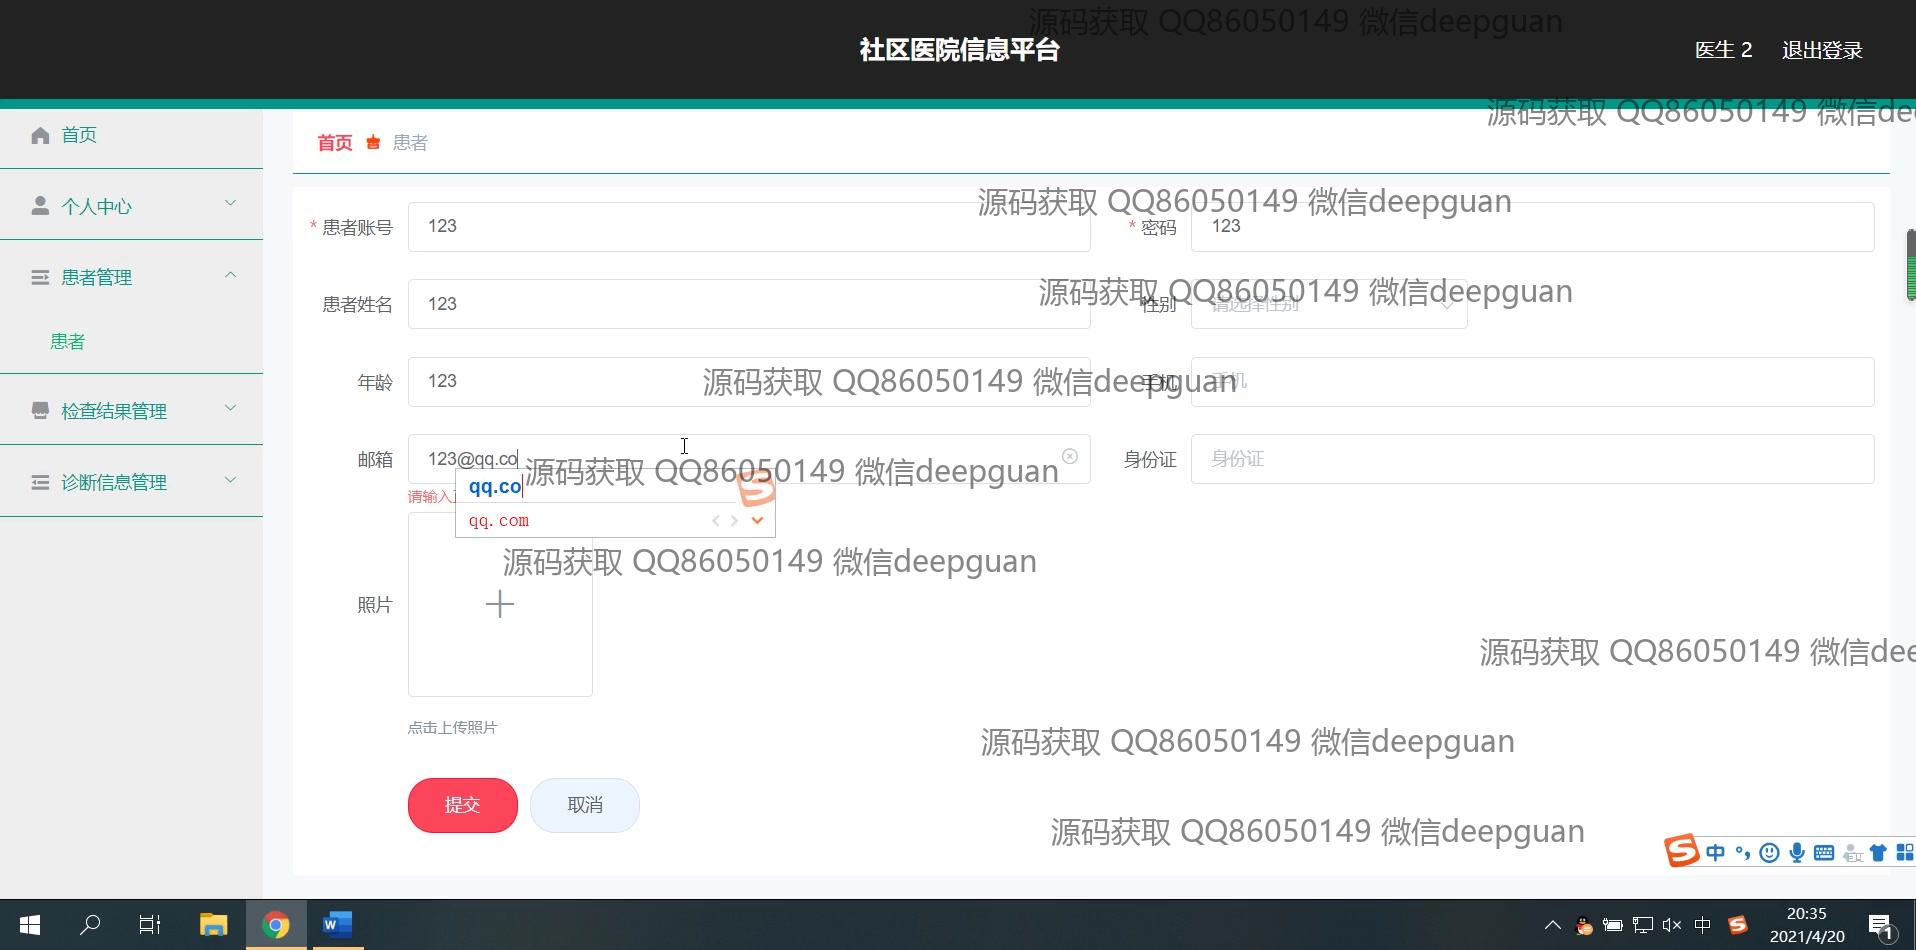 源码获取 QQ86050149 微信deepguan
社区医院信息平台
医生 2 退出登录
源码获取 QQ86050149 微信dee
首页
首页 患者
个人中心
源码获取 QQ86050149 微信deepguan
* 患者账号 123 * 密码 123
患者管理
源码获取 QQ86050149 微信deepguan
患者姓名 123 性别 请选择性别
患者
源码获取 QQ86050149 微信deepguan
年龄 123 手机 手机
检查结果管理
邮箱 123@qq.co 身份证 身份证
源码获取 QQ86050149 微信deepguan
诊断信息管理
qq.co
请输入
qq.com
源码获取 QQ86050149 微信deepguan
照片
源码获取 QQ86050149 微信dee
点击上传照片
源码获取 QQ86050149 微信deepguan
提交 取消
源码获取 QQ86050149 微信deepguan
中
中
20:35
2021/4/20
1